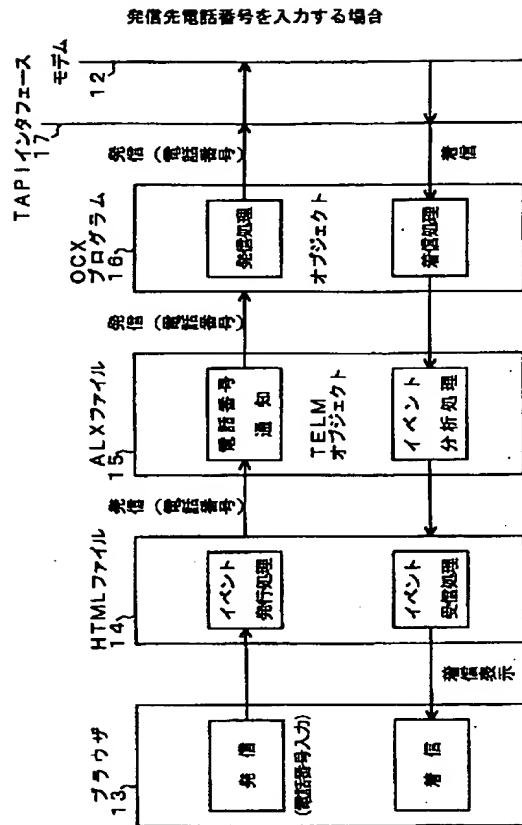 発信先電話番号を入力する場合
ブラウザ
13
HTMLファイル
14
ALXファイル
15
OCX
プログラム
16
TAPIインタフェース
17
モデム
12
発信
(電話番号入力)
イベント
発行処理
発信(電話番号)
電話番号
通知
発信(電話番号)
発信処理
発信(電話番号)
TELM
オブジェクト
オブジェクト
着信
着信表示
イベント
受信処理
イベント
分析処理
着信処理
着信